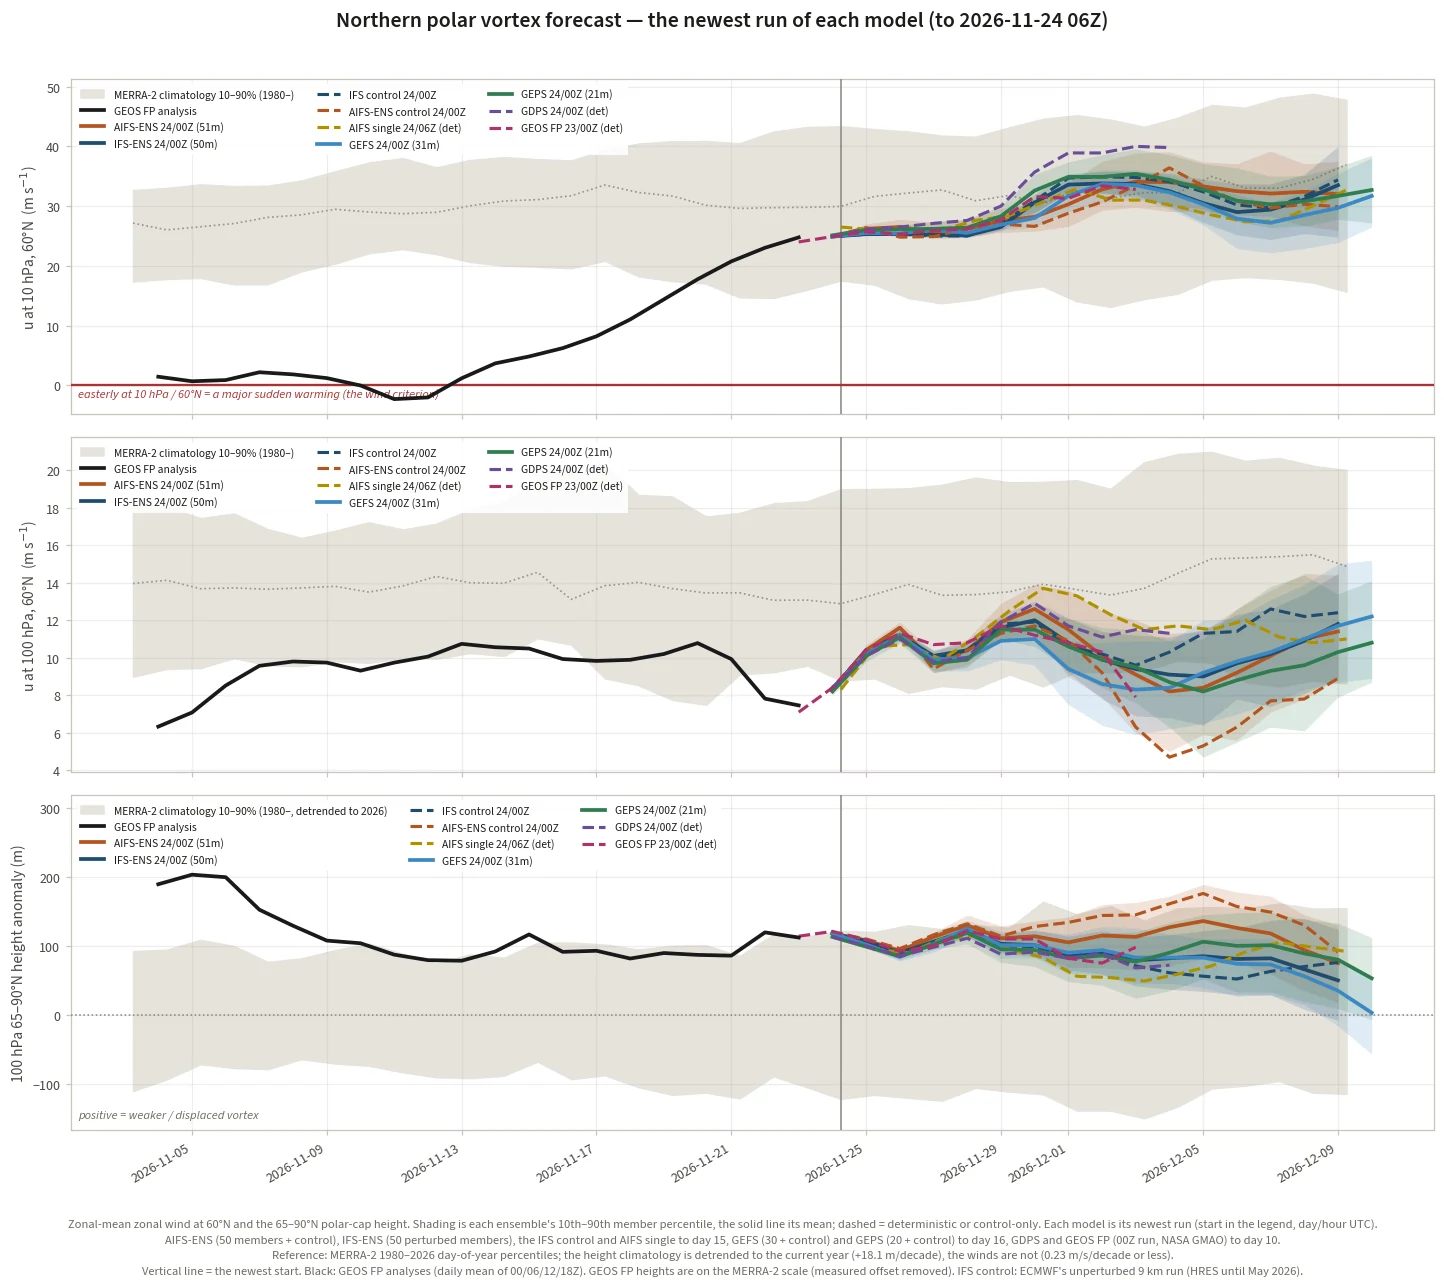 Northern polar vortex forecast — the newest run of each model (to 2026-11-24 06Z)
MERRA-2 climatology 10–90% (1980–)
GEOS FP analysis
AIFS-ENS 24/00Z (51m)
IFS-ENS 24/00Z (50m)
IFS control 24/00Z
AIFS-ENS control 24/00Z
AIFS single 24/06Z (det)
GEFS 24/00Z (31m)
GEPS 24/00Z (21m)
GDPS 24/00Z (det)
GEOS FP 23/00Z (det)
u at 10 hPa, 60°N (m s⁻¹)
50
40
30
20
10
0
easterly at 10 hPa / 60°N = a major sudden warming (the wind criterion)
MERRA-2 climatology 10–90% (1980–)
GEOS FP analysis
AIFS-ENS 24/00Z (51m)
IFS-ENS 24/00Z (50m)
IFS control 24/00Z
AIFS-ENS control 24/00Z
AIFS single 24/06Z (det)
GEFS 24/00Z (31m)
GEPS 24/00Z (21m)
GDPS 24/00Z (det)
GEOS FP 23/00Z (det)
u at 100 hPa, 60°N (m s⁻¹)
20
18
16
14
12
10
8
6
4
MERRA-2 climatology 10–90% (1980–, detrended to 2026)
GEOS FP analysis
AIFS-ENS 24/00Z (51m)
IFS-ENS 24/00Z (50m)
IFS control 24/00Z
AIFS-ENS control 24/00Z
AIFS single 24/06Z (det)
GEFS 24/00Z (31m)
GEPS 24/00Z (21m)
GDPS 24/00Z (det)
GEOS FP 23/00Z (det)
100 hPa 65–90°N height anomaly (m)
300
200
100
0
−100
positive = weaker / displaced vortex
2026-11-05
2026-11-09
2026-11-13
2026-11-17
2026-11-21
2026-11-25
2026-11-29
2026-12-01
2026-12-05
2026-12-09
Zonal-mean zonal wind at 60°N and the 65–90°N polar-cap height. Shading is each ensemble's 10th–90th member percentile, the solid line its mean; dashed = deterministic or control-only. Each model is its newest run (start in the legend, day/hour UTC).
AIFS-ENS (50 members + control), IFS-ENS (50 perturbed members), the IFS control and AIFS single to day 15, GEFS (30 + control) and GEPS (20 + control) to day 16, GDPS and GEOS FP (00Z run, NASA GMAO) to day 10.
Reference: MERRA-2 1980–2026 day-of-year percentiles; the height climatology is detrended to the current year (+18.1 m/decade), the winds are not (0.23 m/s/decade or less).
Vertical line = the newest start. Black: GEOS FP analyses (daily mean of 00/06/12/18Z). GEOS FP heights are on the MERRA-2 scale (measured offset removed). IFS control: ECMWF's unperturbed 9 km run (HRES until May 2026).